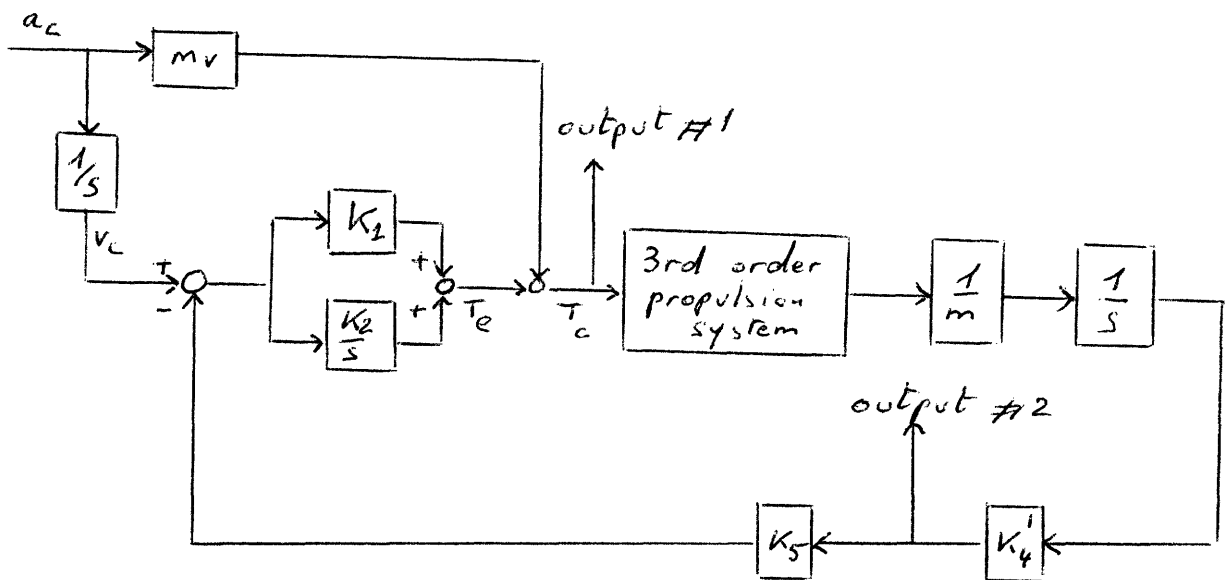 a_c
m_v
output #1
1/s
K_1
v_c
+
-
+
+
K_2/s
T_e
T_c
3rd order
propulsion
system
1/m
1/s
output #2
K_5
K_4'